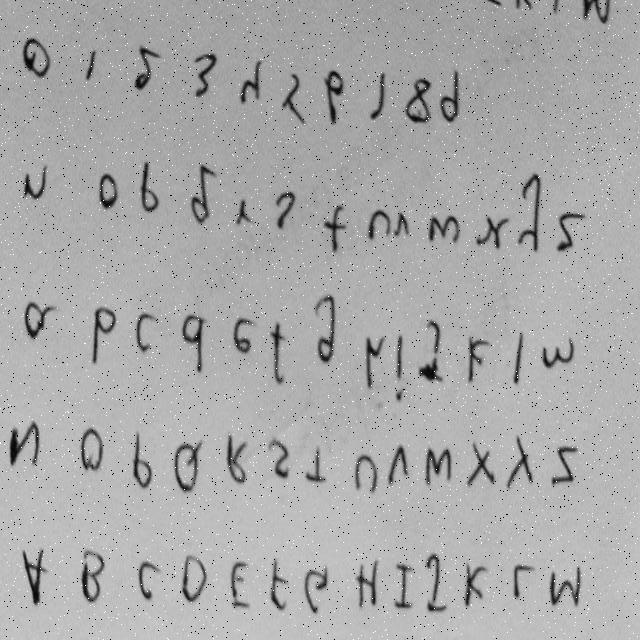 A B C D E F G H I J K L M
N O P Q R S T U V W X Y Z
a b c d e f g h i j k l m
n o p q r s t u v w x y z
0 1 2 3 4 5 6 7 8 9